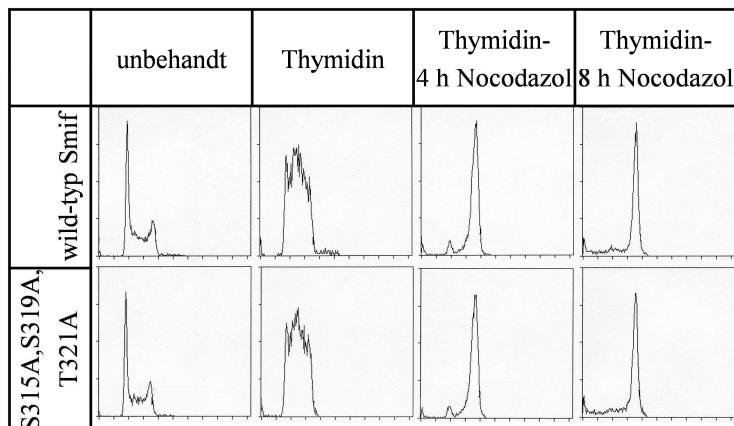 unbehandt
Thymidin
Thymidin-
4 h Nocodazol
Thymidin-
8 h Nocodazol
wild-typ Smif
S315A,S319A,
T321A